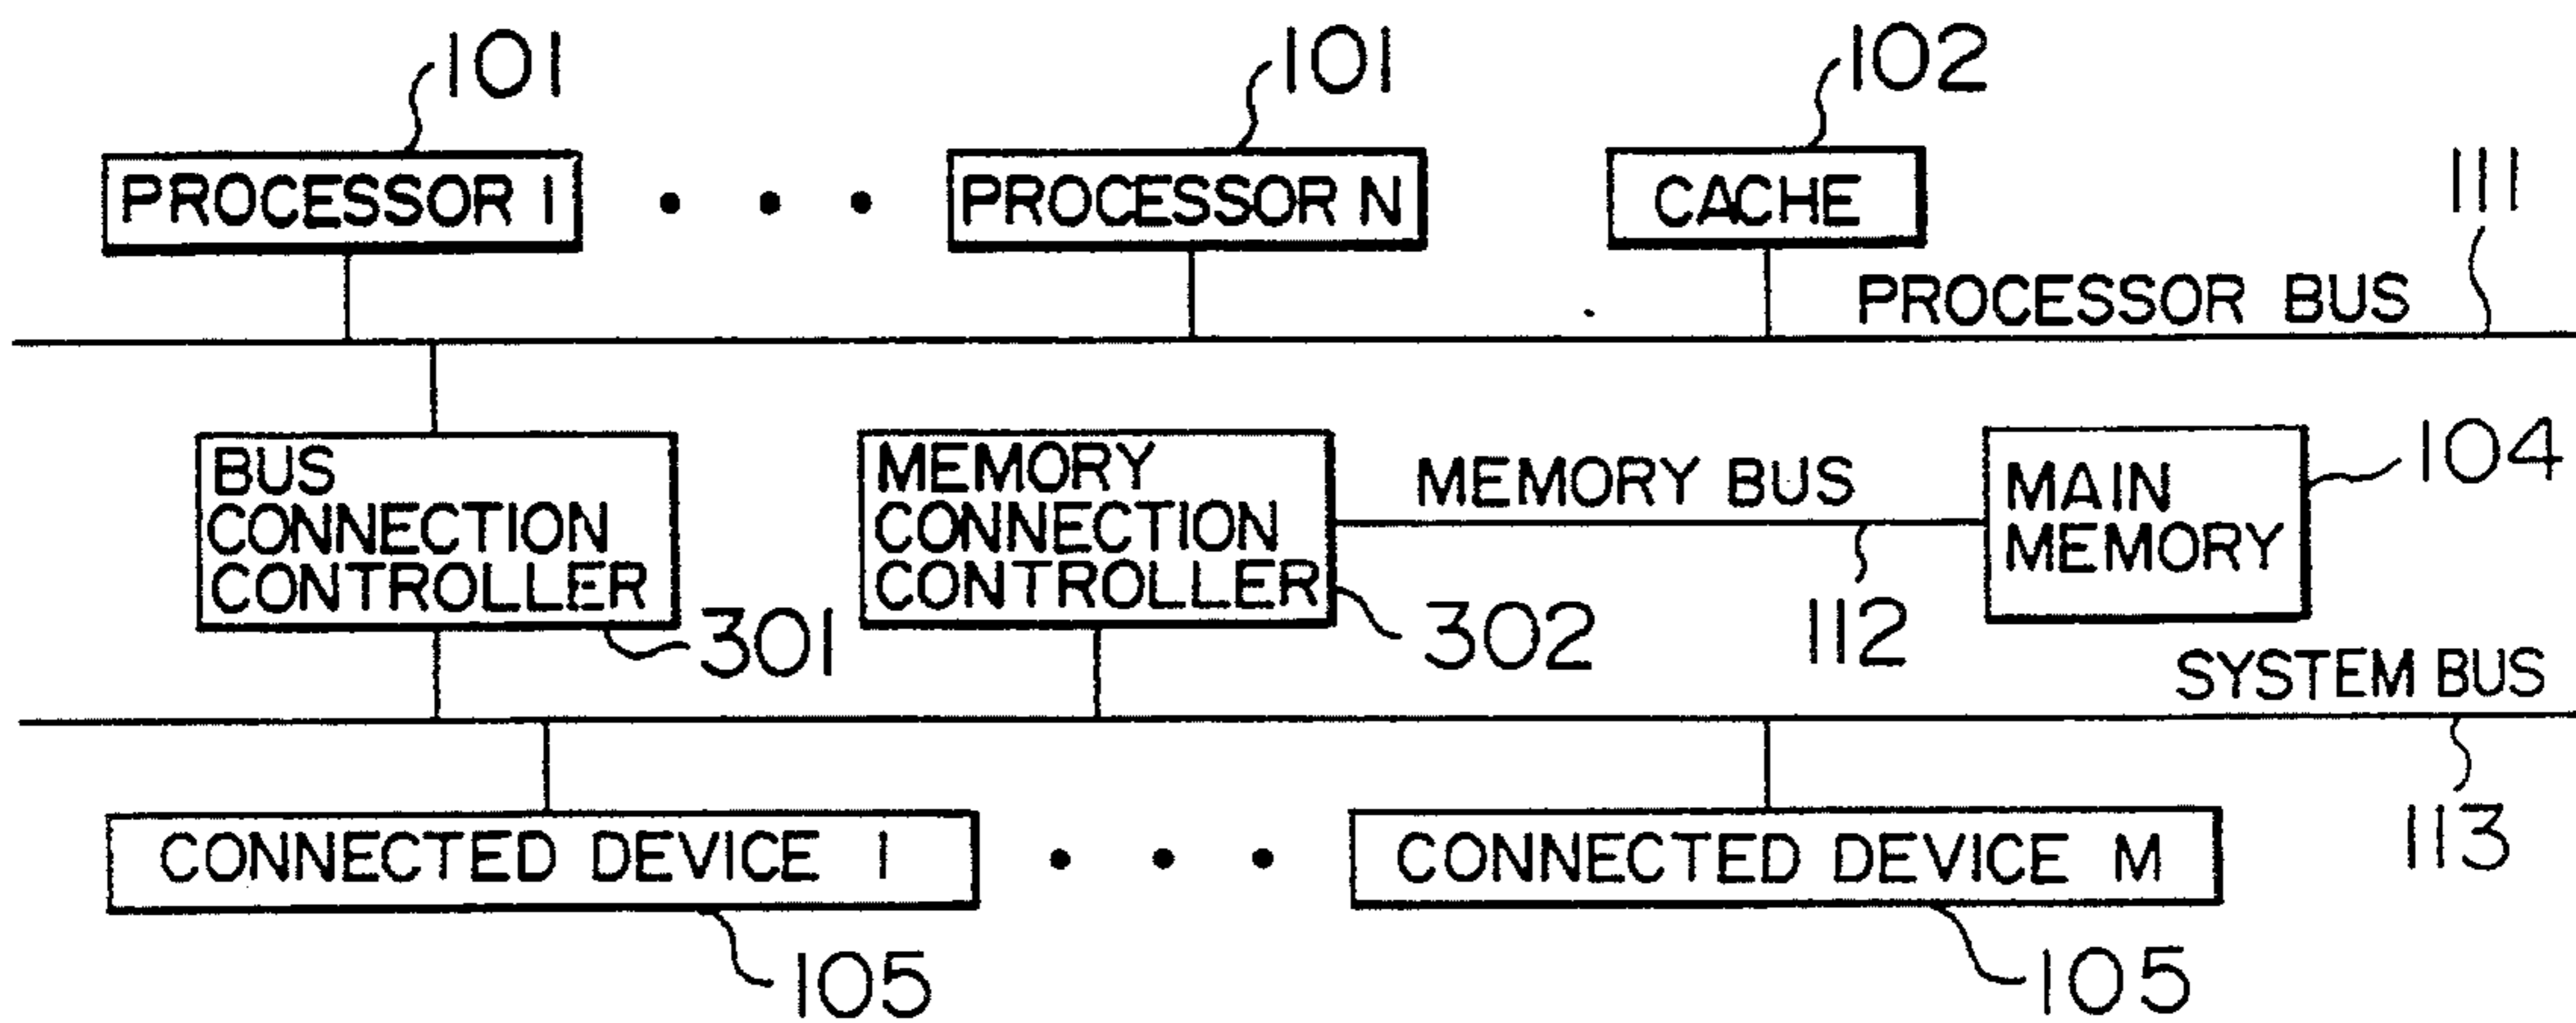 101
101
102
PROCESSOR 1
PROCESSOR N
CACHE
111
PROCESSOR BUS
BUS
CONNECTION
CONTROLLER
301
MEMORY
CONNECTION
CONTROLLER
302
MEMORY BUS
112
MAIN
MEMORY
104
SYSTEM BUS
113
CONNECTED DEVICE 1
CONNECTED DEVICE M
105
105